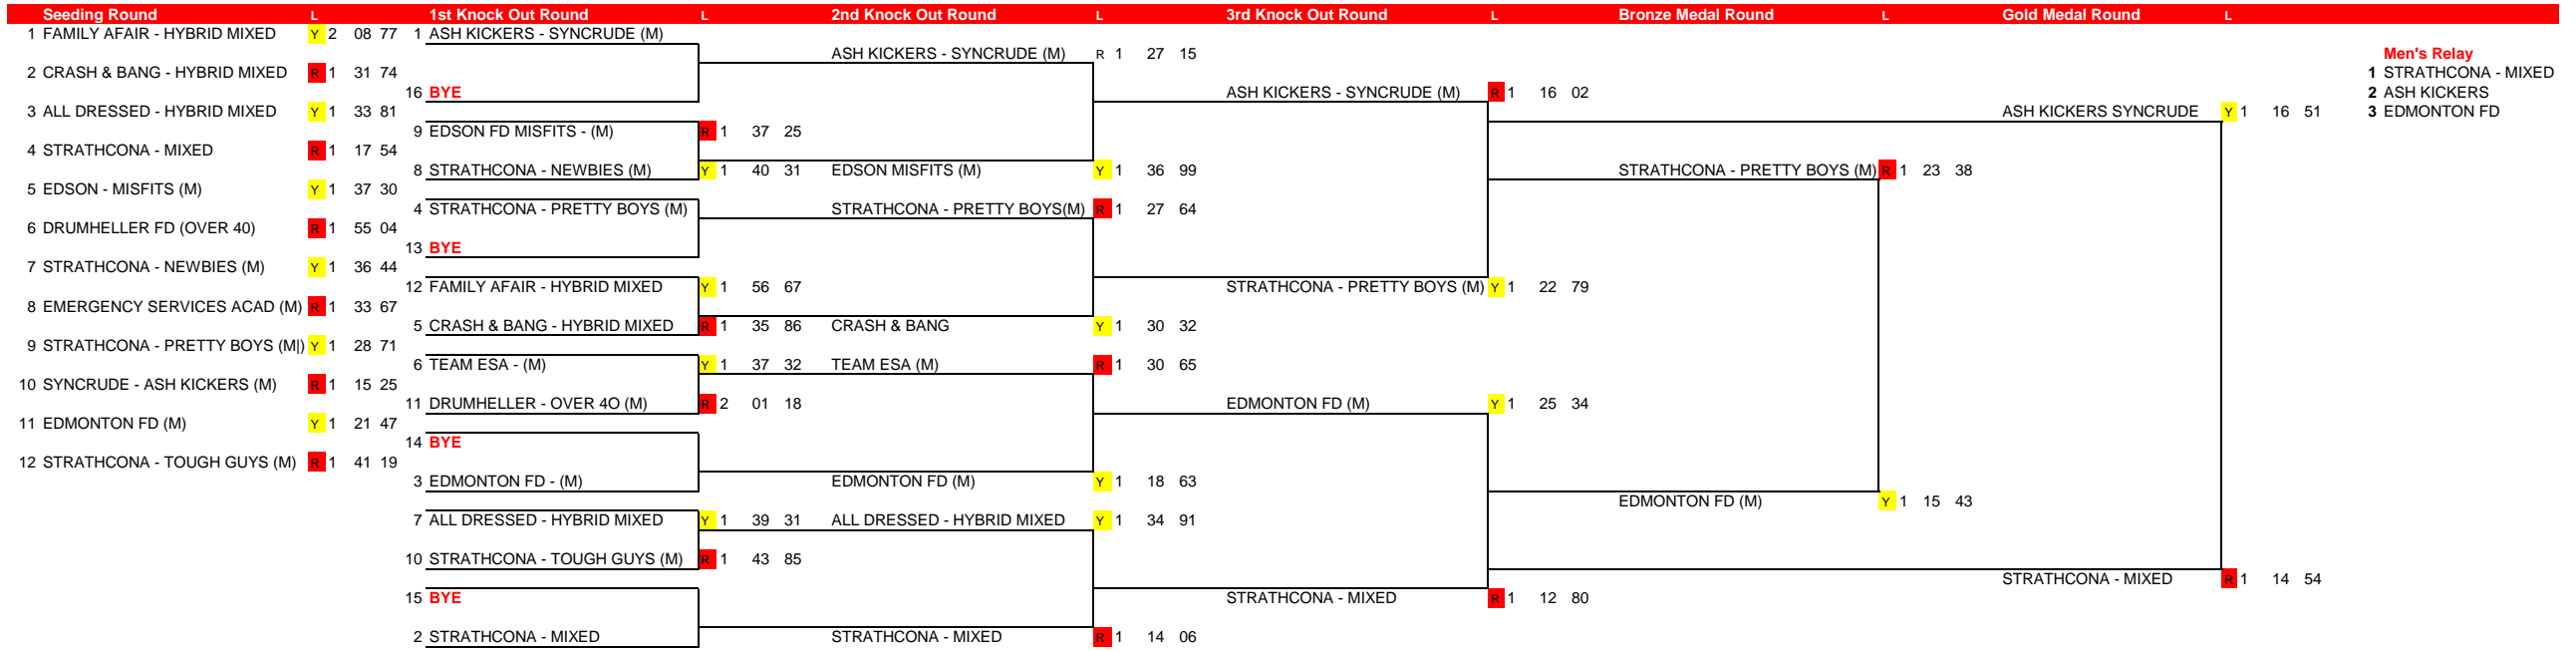 Seeding Round L 1st Knock Out Round L 2nd Knock Out Round L 3rd Knock Out Round L Bronze Medal Round L Gold Medal Round L
1 FAMILY AFAIR - HYBRID MIXED Y 2 08 77 1 ASH KICKERS - SYNCRUDE (M)
ASH KICKERS - SYNCRUDE (M) R 1 27 15 Men's Relay
2 CRASH & BANG - HYBRID MIXED R 1 31 74 1 STRATHCONA - MIXED
16 BYE ASH KICKERS - SYNCRUDE (M) R 1 16 02 2 ASH KICKERS
3 ALL DRESSED - HYBRID MIXED Y 1 33 81 ASH KICKERS SYNCRUDE Y 1 16 51 3 EDMONTON FD
9 EDSON FD MISFITS - (M) R 1 37 25
4 STRATHCONA - MIXED R 1 17 54
8 STRATHCONA - NEWBIES (M) Y 1 40 31 EDSON MISFITS (M) Y 1 36 99 STRATHCONA - PRETTY BOYS (M) R 1 23 38
5 EDSON - MISFITS (M) Y 1 37 30
4 STRATHCONA - PRETTY BOYS (M) STRATHCONA - PRETTY BOYS(M) R 1 27 64
6 DRUMHELLER FD (OVER 40) R 1 55 04
13 BYE
7 STRATHCONA - NEWBIES (M) Y 1 36 44
12 FAMILY AFAIR - HYBRID MIXED Y 1 56 67 STRATHCONA - PRETTY BOYS (M) Y 1 22 79
8 EMERGENCY SERVICES ACAD (M) R 1 33 67
5 CRASH & BANG - HYBRID MIXED R 1 35 86 CRASH & BANG Y 1 30 32
9 STRATHCONA - PRETTY BOYS (M|) Y 1 28 71
6 TEAM ESA - (M) Y 1 37 32 TEAM ESA (M) R 1 30 65
10 SYNCRUDE - ASH KICKERS (M) R 1 15 25
11 DRUMHELLER - OVER 4O (M) R 2 01 18 EDMONTON FD (M) Y 1 25 34
11 EDMONTON FD (M) Y 1 21 47
14 BYE
12 STRATHCONA - TOUGH GUYS (M) R 1 41 19
3 EDMONTON FD - (M) EDMONTON FD (M) Y 1 18 63
EDMONTON FD (M) Y 1 15 43
7 ALL DRESSED - HYBRID MIXED Y 1 39 31 ALL DRESSED - HYBRID MIXED Y 1 34 91
10 STRATHCONA - TOUGH GUYS (M) R 1 43 85
STRATHCONA - MIXED R 1 14 54
15 BYE STRATHCONA - MIXED R 1 12 80
2 STRATHCONA - MIXED STRATHCONA - MIXED R 1 14 06